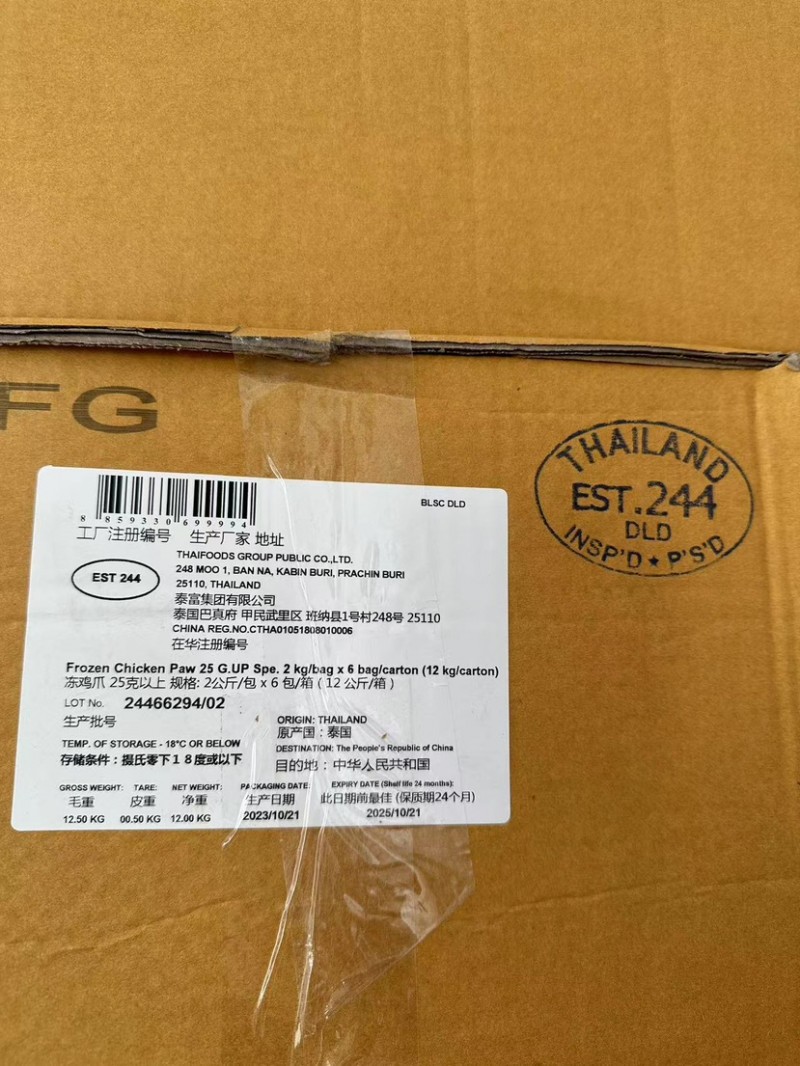 FG
THAILAND
EST.244
DLD
INSP'D ★ P'S'D
BLSC DLD
8 859330 699994
工厂注册编号 生产厂家 地址
EST 244
THAIFOODS GROUP PUBLIC CO.,LTD.
248 MOO 1, BAN NA, KABIN BURI, PRACHIN BURI
25110, THAILAND
泰富集团有限公司
泰国巴真府 甲民武里区 班纳县1号村248号 25110
CHINA REG.NO.CTHA01051808010006
在华注册编号
Frozen Chicken Paw 25 G.UP Spe. 2 kg/bag x 6 bag/carton (12 kg/carton)
冻鸡爪 25克以上 规格: 2公斤/包 x 6 包/箱 ( 12 公斤/箱 )
LOT No. 24466294/02
生产批号
ORIGIN: THAILAND
原产国：泰国
TEMP. OF STORAGE - 18°C OR BELOW
存储条件：摄氏零下18度或以下
DESTINATION: The People's Republic of China
目的地：中华人民共和国
GROSS WEIGHT: TARE: NET WEIGHT: PACKAGING DATE: EXPIRY DATE (Shelf life 24 months):
毛重 皮重 净重 生产日期 此日期前最佳 (保质期24个月)
12.50 KG 00.50 KG 12.00 KG 2023/10/21 2025/10/21